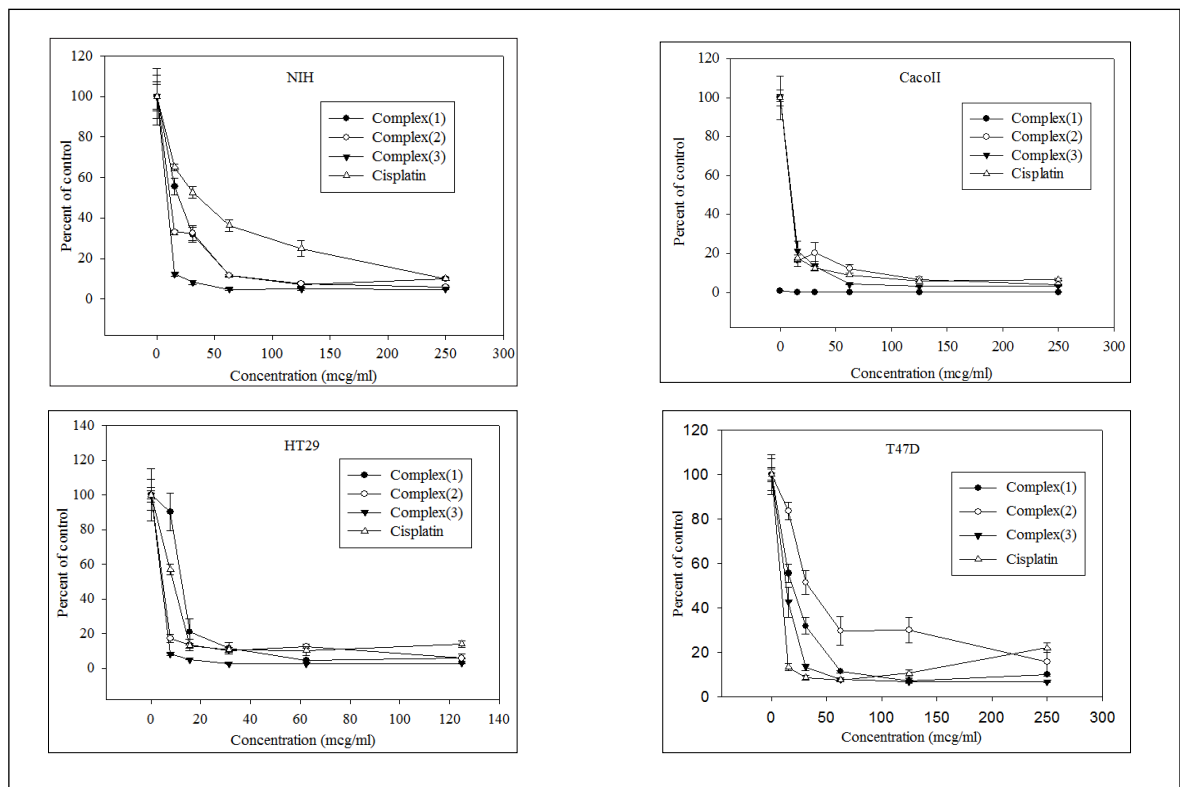 NIH
120
100
80
60
40
20
0
Percent of control
Complex(1)
Complex(2)
Complex(3)
Cisplatin
0 50 100 150 200 250 300
Concentration (mcg/ml)
CacoII
120
100
80
60
40
20
0
Percent of control
Complex(1)
Complex(2)
Complex(3)
Cisplatin
0 50 100 150 200 250 300
Concentration (mcg/ml)
HT29
140
120
100
80
60
40
20
0
Percent of control
Complex(1)
Complex(2)
Complex(3)
Cisplatin
0 20 40 60 80 100 120 140
Concentration (mcg/ml)
T47D
120
100
80
60
40
20
0
Percent of control
Complex(1)
Complex(2)
Complex(3)
Cisplatin
0 50 100 150 200 250 300
Concentration (mcg/ml)